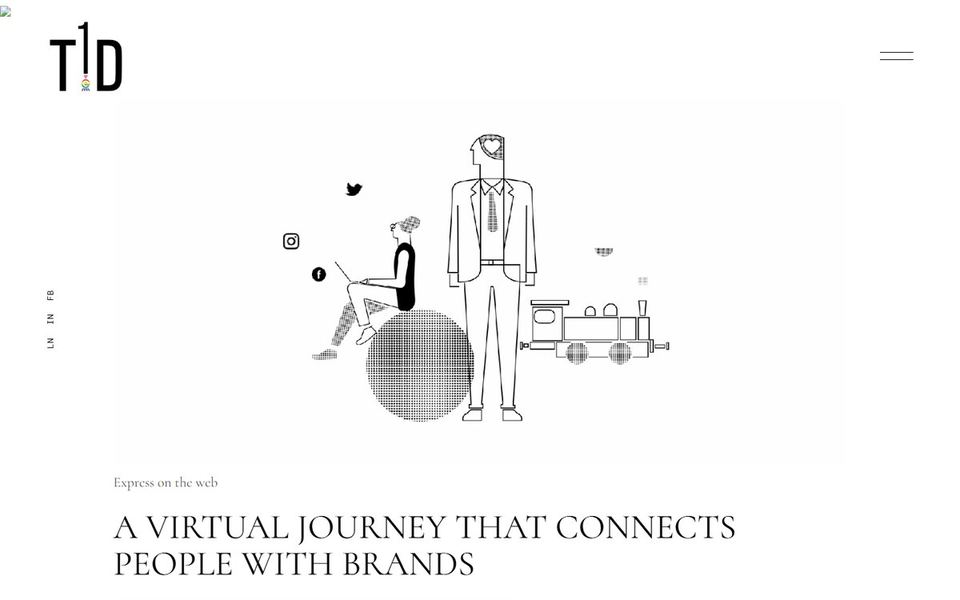 T1D
FB
IN
LN
Express on the web
A VIRTUAL JOURNEY THAT CONNECTS
PEOPLE WITH BRANDS